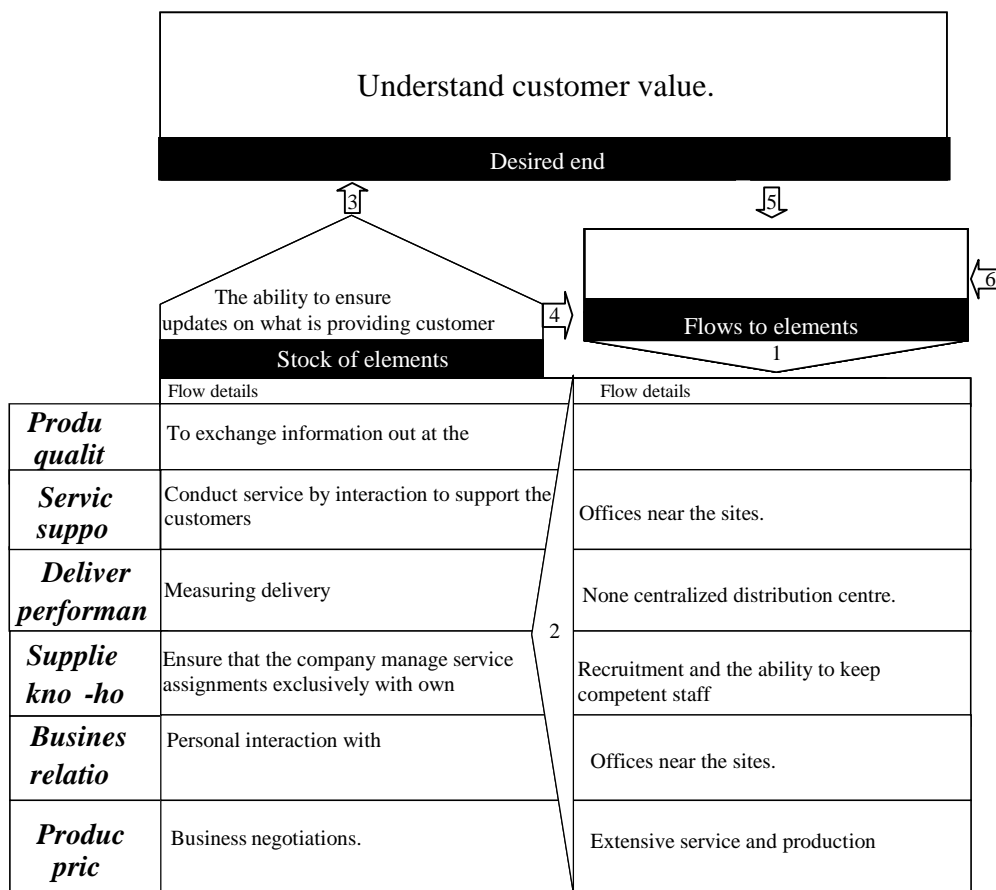 Understand customer value.
Desired end
3
5
6
The ability to ensure
updates on what is providing customer
4
Flows to elements
1
Stock of elements
Flow details
Flow details
Produ
qualit
To exchange information out at the
Servic
suppo
Conduct service by interaction to support the
customers
Offices near the sites.
Deliver
performan
Measuring delivery
None centralized distribution centre.
2
Supplie
kno -ho
Ensure that the company manage service
assignments exclusively with own
Recruitment and the ability to keep
competent staff
Busines
relatio
Personal interaction with
Offices near the sites.
Produc
pric
Business negotiations.
Extensive service and production